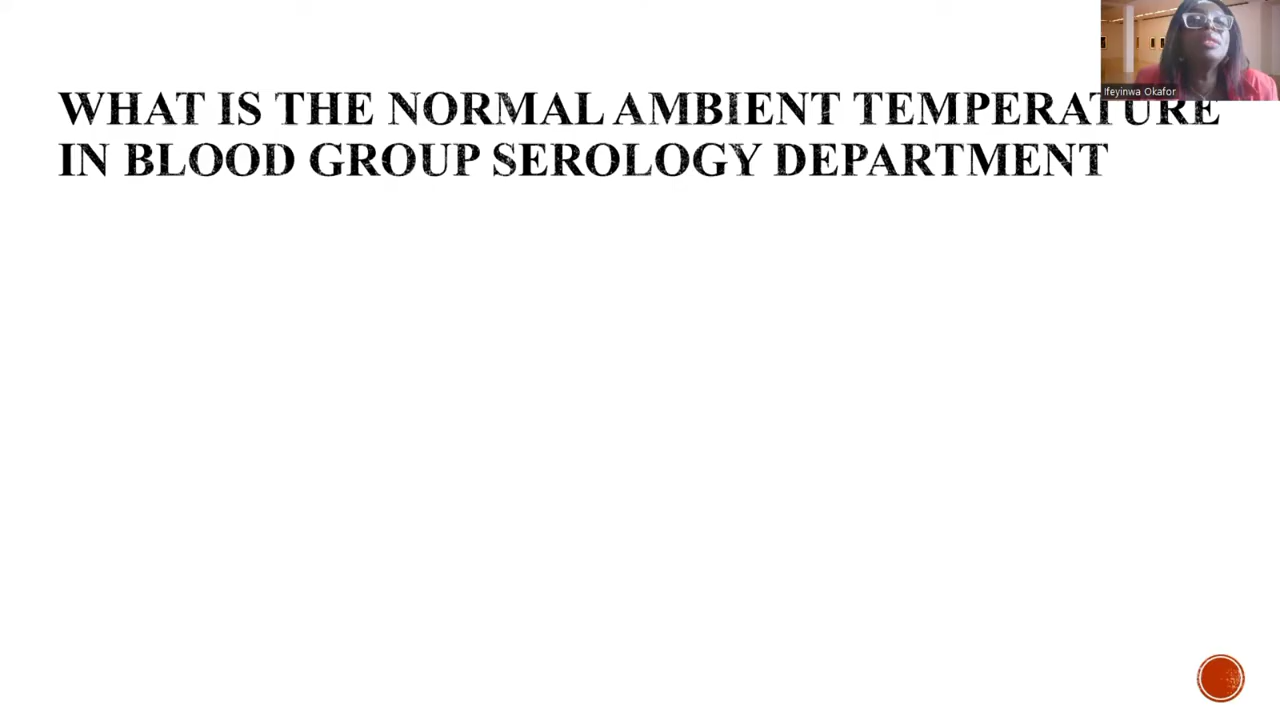 WHAT IS THE NORMAL AMBIENT TEMPERATURE
IN BLOOD GROUP SEROLOGY DEPARTMENT
Ifeyinwa Okafor